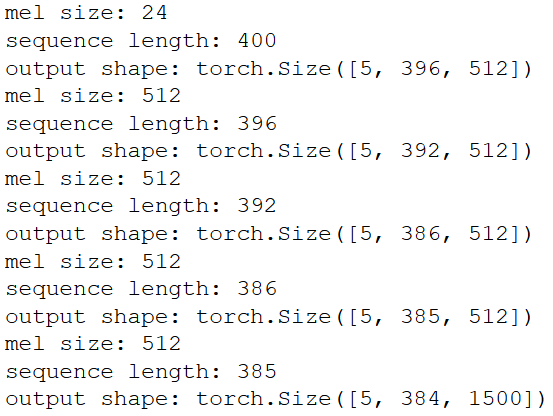 mel size: 24
sequence length: 400
output shape: torch.Size([5, 396, 512])
mel size: 512
sequence length: 396
output shape: torch.Size([5, 392, 512])
mel size: 512
sequence length: 392
output shape: torch.Size([5, 386, 512])
mel size: 512
sequence length: 386
output shape: torch.Size([5, 385, 512])
mel size: 512
sequence length: 385
output shape: torch.Size([5, 384, 1500])